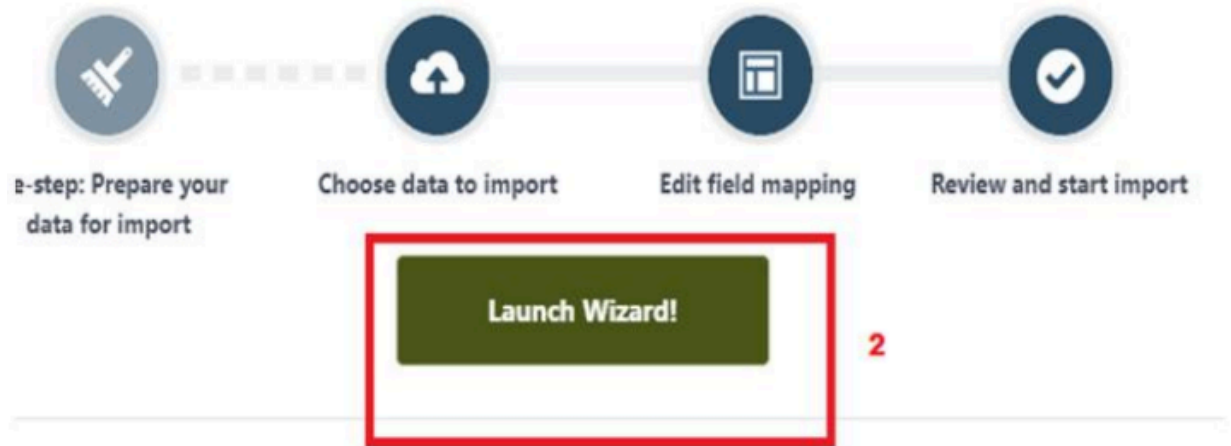 e-step: Prepare your
data for import
Choose data to import
Edit field mapping
Review and start import
Launch Wizard!
2